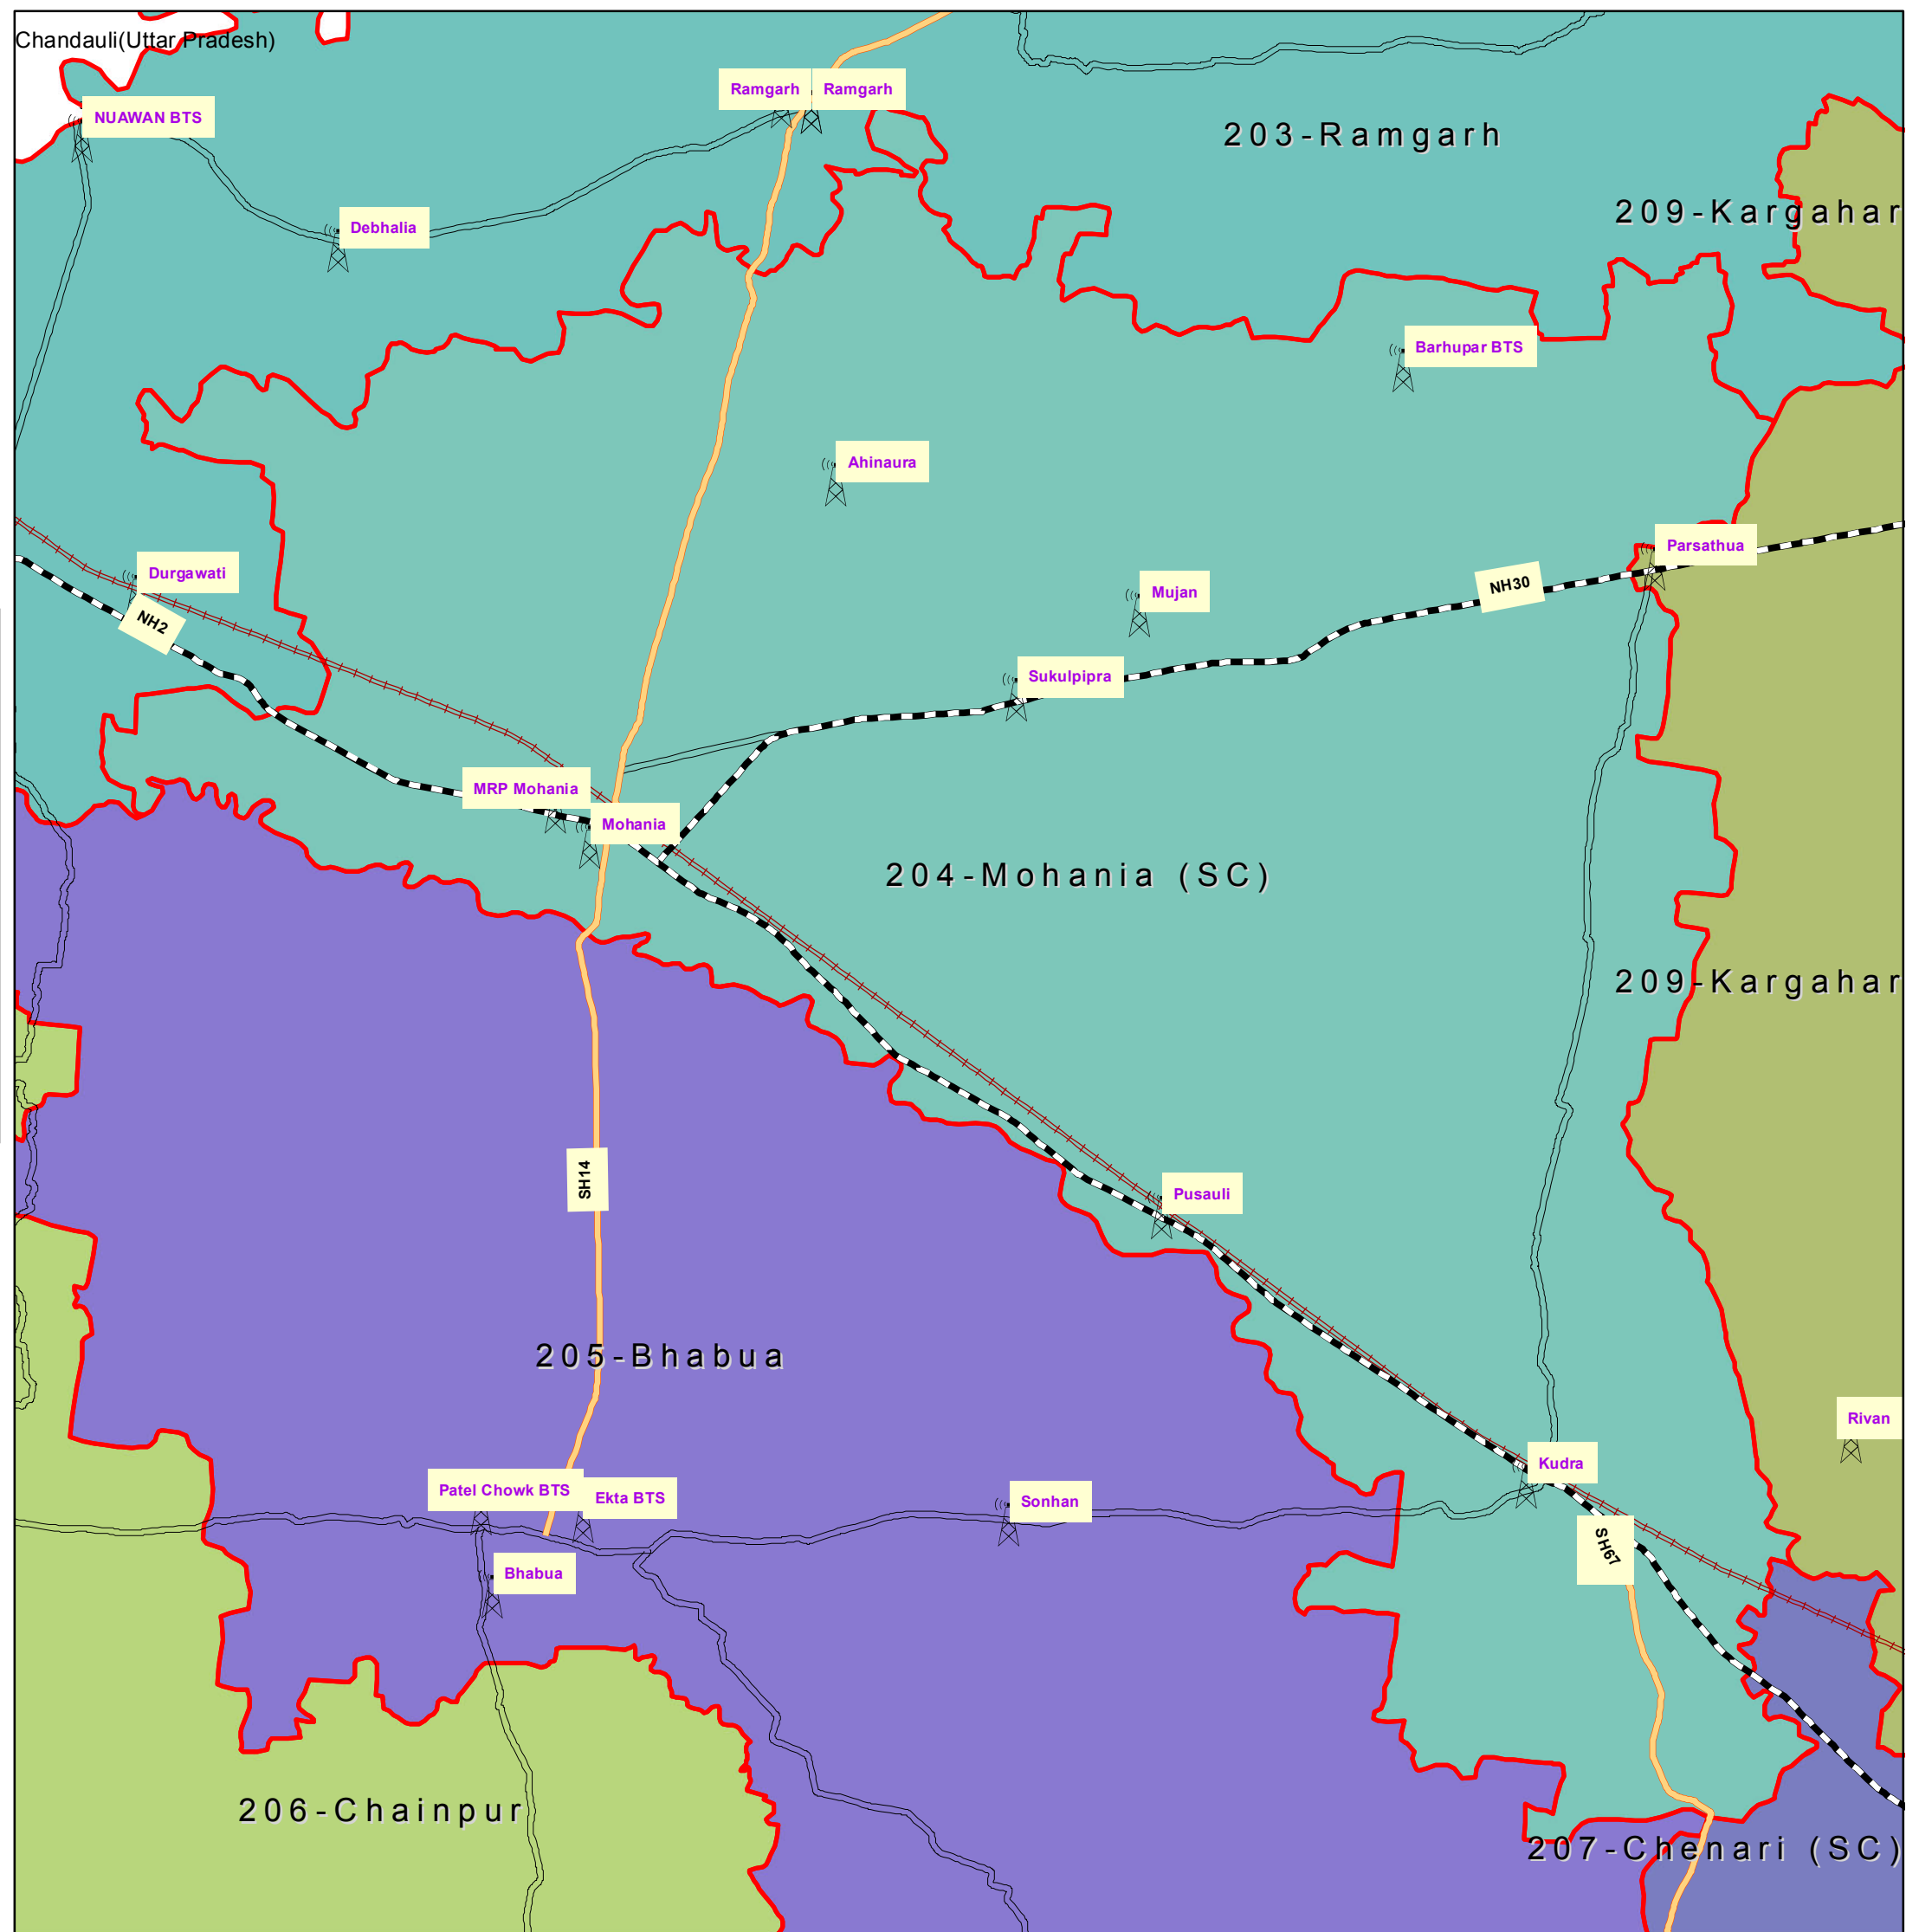 Chandauli(Uttar Pradesh)
Ramgarh
Ramgarh
NUAWAN BTS
203-Ramgarh
209-Kargahar
Debhalia
Barhupar BTS
Ahinaura
Parsathua
Durgawati
NH30
Mujan
NH2
Sukulpipra
MRP Mohania
Mohania
204-Mohania (SC)
209-Kargahar
SH14
Pusauli
205-Bhabua
Rivan
Kudra
Patel Chowk BTS
Ekta BTS
Sonhan
SH67
Bhabua
206-Chainpur
207-Chenari (SC)